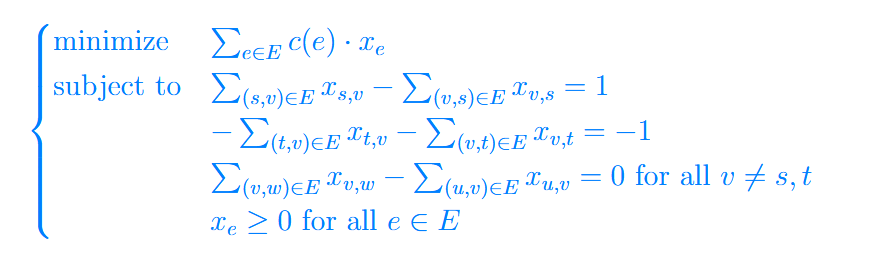 minimize ∑_{e∈E} c(e) · x_e
subject to ∑_{(s,v)∈E} x_{s,v} − ∑_{(v,s)∈E} x_{v,s} = 1
− ∑_{(t,v)∈E} x_{t,v} − ∑_{(v,t)∈E} x_{v,t} = −1
∑_{(v,w)∈E} x_{v,w} − ∑_{(u,v)∈E} x_{u,v} = 0 for all v ≠ s, t
x_e ≥ 0 for all e ∈ E